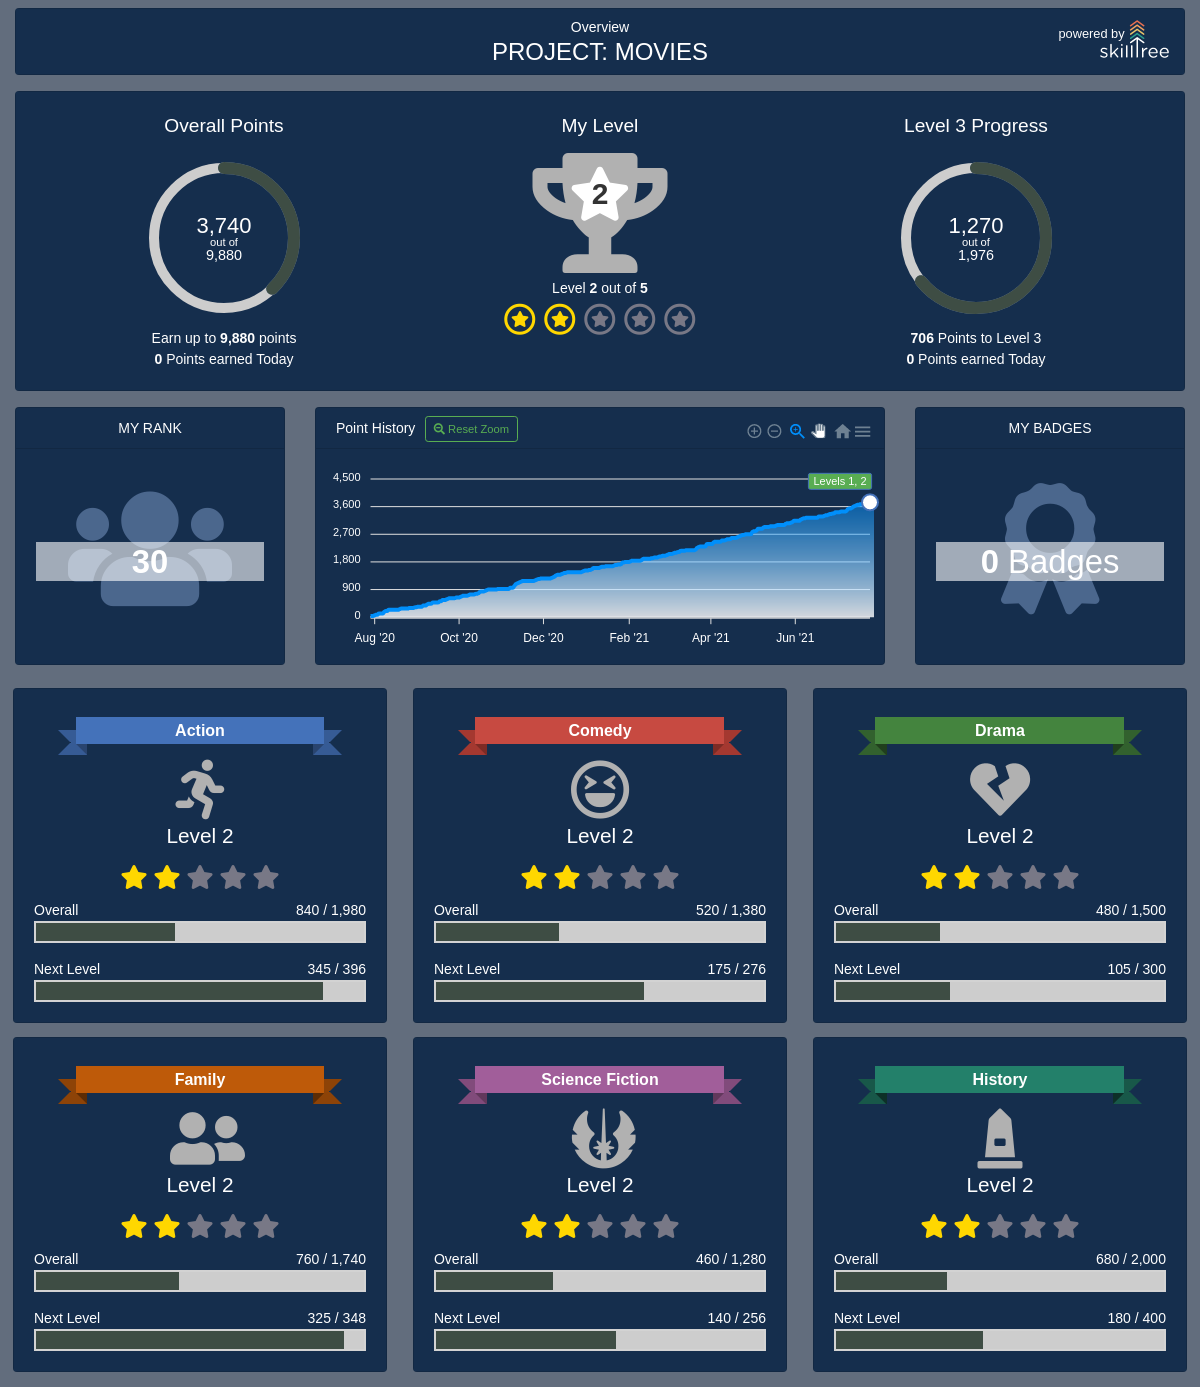 Overview
PROJECT: MOVIES
powered by
skilltree
Overall Points
3,740
out of
9,880
Earn up to 9,880 points
0 Points earned Today
My Level
2
Level 2 out of 5
Level 3 Progress
1,270
out of
1,976
706 Points to Level 3
0 Points earned Today
MY RANK
30
Point History
Reset Zoom
Levels 1, 2
4,500
3,600
2,700
1,800
900
0
Aug '20 Oct '20 Dec '20 Feb '21 Apr '21 Jun '21
MY BADGES
0 Badges
Action
Level 2
Overall 840 / 1,980
Next Level 345 / 396
Comedy
Level 2
Overall 520 / 1,380
Next Level 175 / 276
Drama
Level 2
Overall 480 / 1,500
Next Level 105 / 300
Family
Level 2
Overall 760 / 1,740
Next Level 325 / 348
Science Fiction
Level 2
Overall 460 / 1,280
Next Level 140 / 256
History
Level 2
Overall 680 / 2,000
Next Level 180 / 400